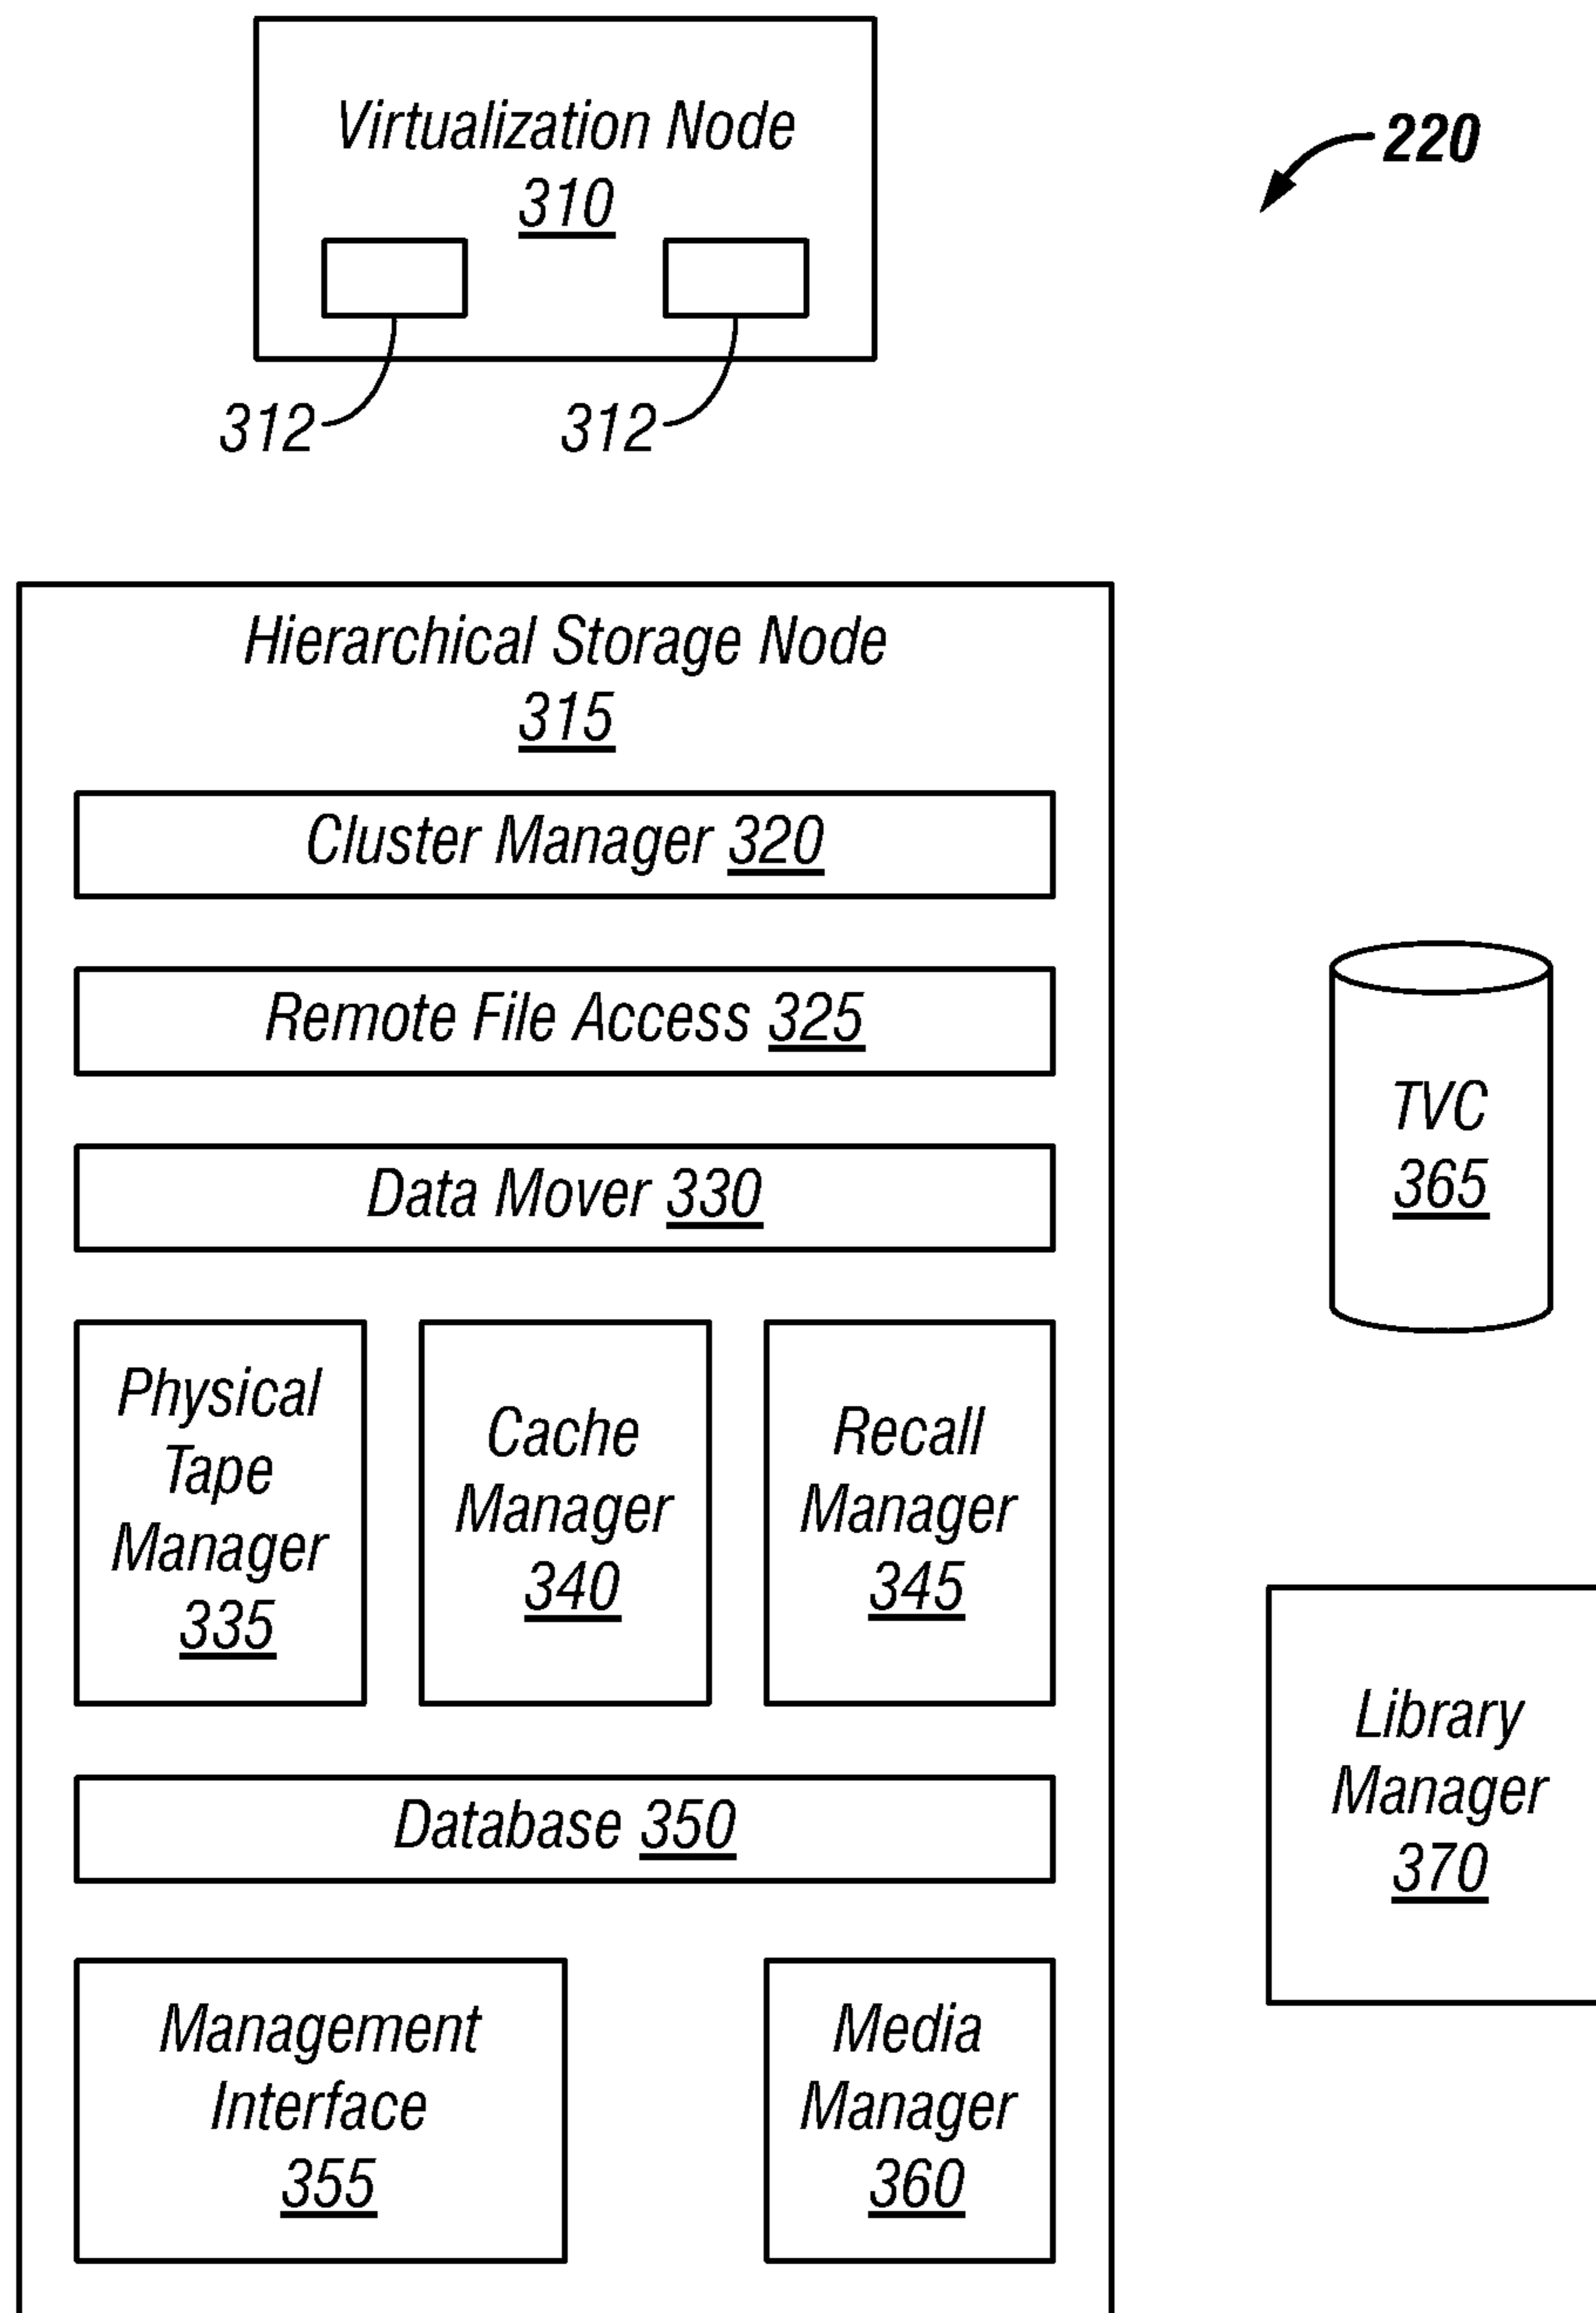 Virtualization Node
310
220
312
312
Hierarchical Storage Node
315
Cluster Manager 320
Remote File Access 325
Data Mover 330
TVC
365
Physical
Tape
Manager
335
Cache
Manager
340
Recall
Manager
345
Library
Manager
370
Database 350
Management
Interface
355
Media
Manager
360